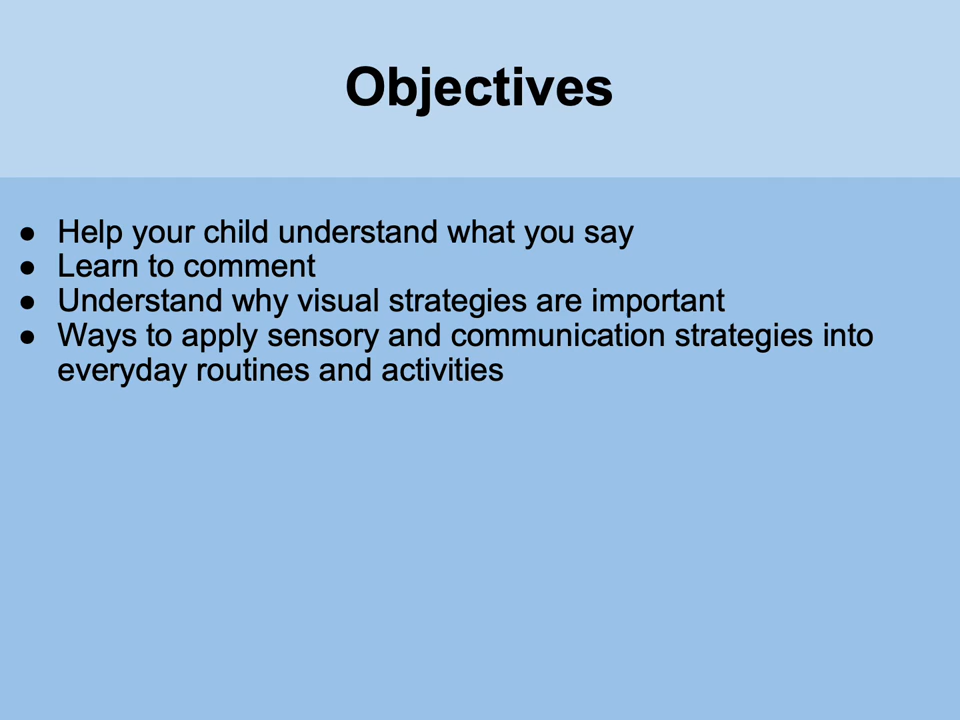 Objectives
● Help your child understand what you say
● Learn to comment
● Understand why visual strategies are important
● Ways to apply sensory and communication strategies into
everyday routines and activities